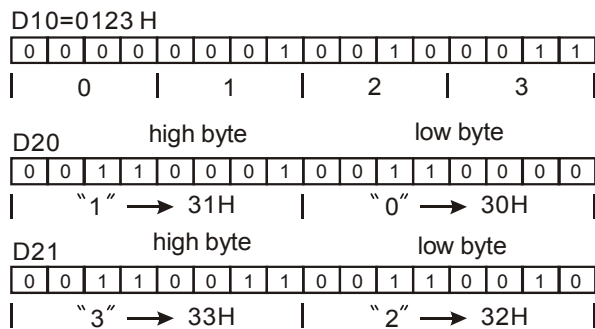 D10=0123 H
0 0 0 0 0 0 0 1 0 0 1 0 0 0 1 1
0 1 2 3
D20 high byte low byte
0 0 1 1 0 0 0 1 0 0 1 1 0 0 0 0
"1" → 31H "0" → 30H
D21 high byte low byte
0 0 1 1 0 0 1 1 0 0 1 1 0 0 1 0
"3" → 33H "2" → 32H